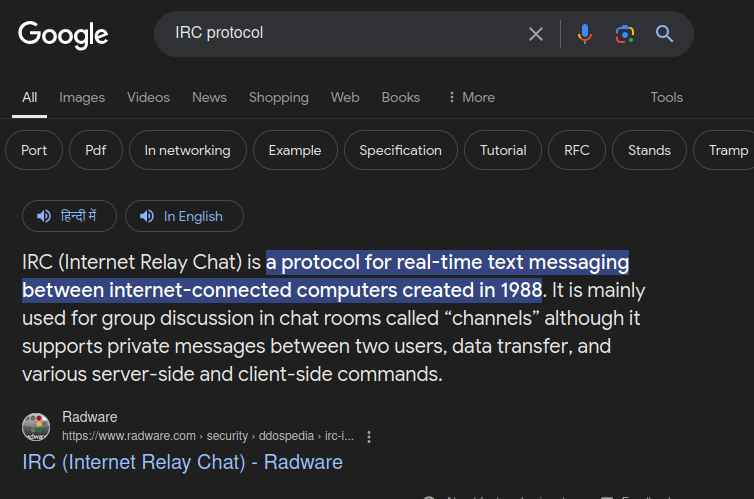 Google
IRC protocol
All Images Videos News Shopping Web Books More Tools
Port Pdf In networking Example Specification Tutorial RFC Stands Tramp
हिन्दी में In English
IRC (Internet Relay Chat) is a protocol for real-time text messaging
between internet-connected computers created in 1988. It is mainly
used for group discussion in chat rooms called “channels” although it
supports private messages between two users, data transfer, and
various server-side and client-side commands.
Radware
https://www.radware.com › security › ddospedia › irc-i...
IRC (Internet Relay Chat) - Radware